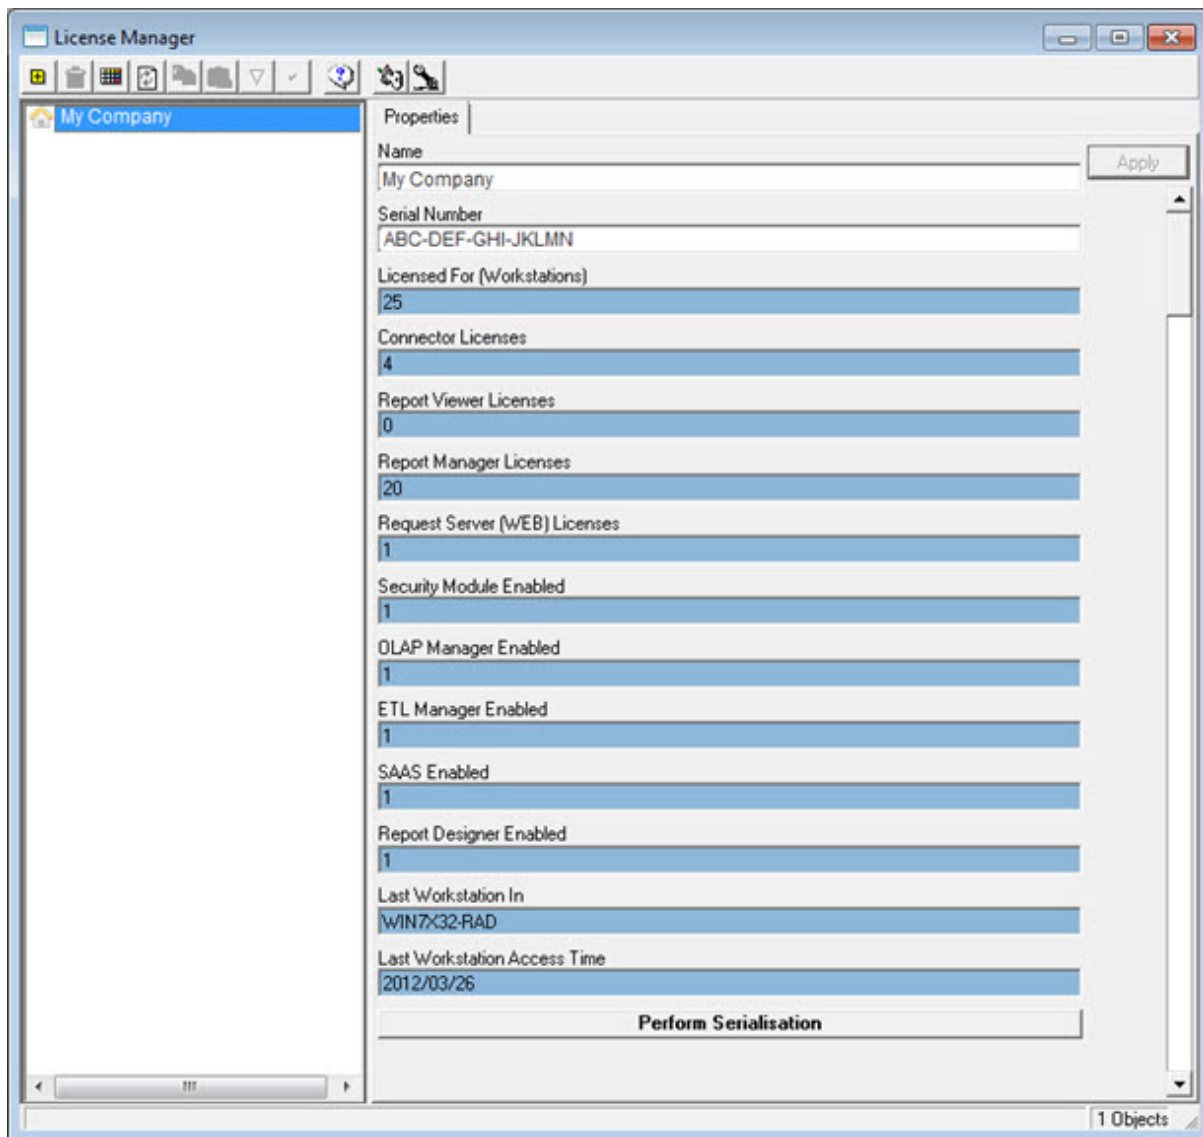 License Manager
My Company
Properties
Name
Apply
My Company
Serial Number
ABC-DEF-GHI-JKLMN
Licensed For (Workstations)
25
Connector Licenses
4
Report Viewer Licenses
0
Report Manager Licenses
20
Request Server (WEB) Licenses
1
Security Module Enabled
1
OLAP Manager Enabled
1
ETL Manager Enabled
1
SAAS Enabled
1
Report Designer Enabled
1
Last Workstation In
WIN7X32-RAD
Last Workstation Access Time
2012/03/26
Perform Serialisation
1 Objects